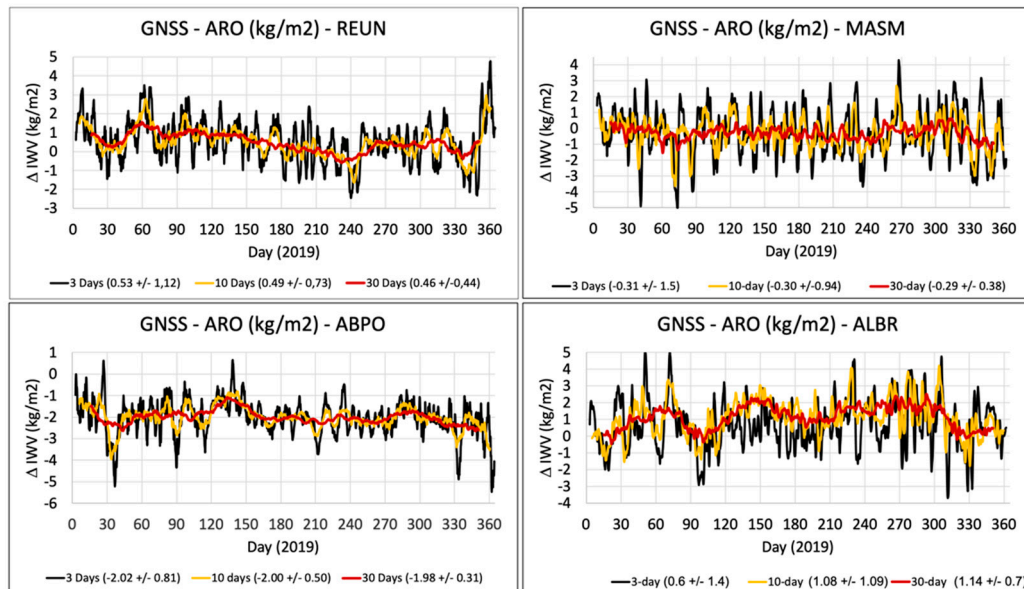 GNSS - ARO (kg/m2) - REUN
Δ IWV (kg/m2)
5
4
3
2
1
0
-1
-2
-3
0 30 60 90 120 150 180 210 240 270 300 330 360
Day (2019)
3 Days (0.53 +/- 1,12) 10 Days (0.49 +/- 0,73) 30 Days (0.46 +/-0,44)
GNSS - ARO (kg/m2) - MASM
Δ IWV (kg/m2)
4
3
2
1
0
-1
-2
-3
-4
-5
0 30 60 90 120 150 180 210 240 270 300 330 360
Day (2019)
3 Days (-0.31 +/- 1.5) 10-day (-0.30 +/-0.94) 30-day (-0.29 +/- 0.38)
GNSS - ARO (kg/m2) - ABPO
Δ IWV (kg/m2)
1
0
-1
-2
-3
-4
-5
-6
0 30 60 90 120 150 180 210 240 270 300 330 360
Day (2019)
3 Days (-2.02 +/- 0.81) 10 days (-2.00 +/- 0.50) 30 Days (-1.98 +/- 0.31)
GNSS - ARO (kg/m2) - ALBR
Δ IWV (kg/m2)
5
4
3
2
1
0
-1
-2
-3
-4
0 30 60 90 120 150 180 210 240 270 300 330 360
Day (2019)
3-day (0.6 +/- 1.4) 10-day (1.08 +/- 1.09) 30-day (1.14 +/- 0.7)